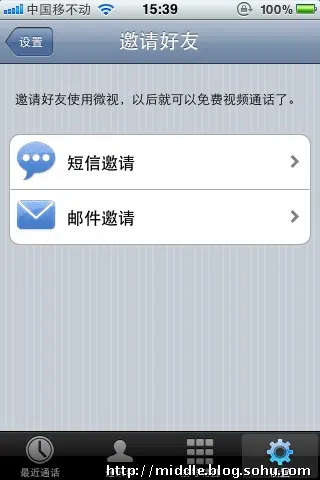 中国移不动 15:39 100%
设置 邀请好友
邀请好友使用微视，以后就可以免费视频通话了。
短信邀请
邮件邀请
最近通话
http://middle.blog.sohu.com